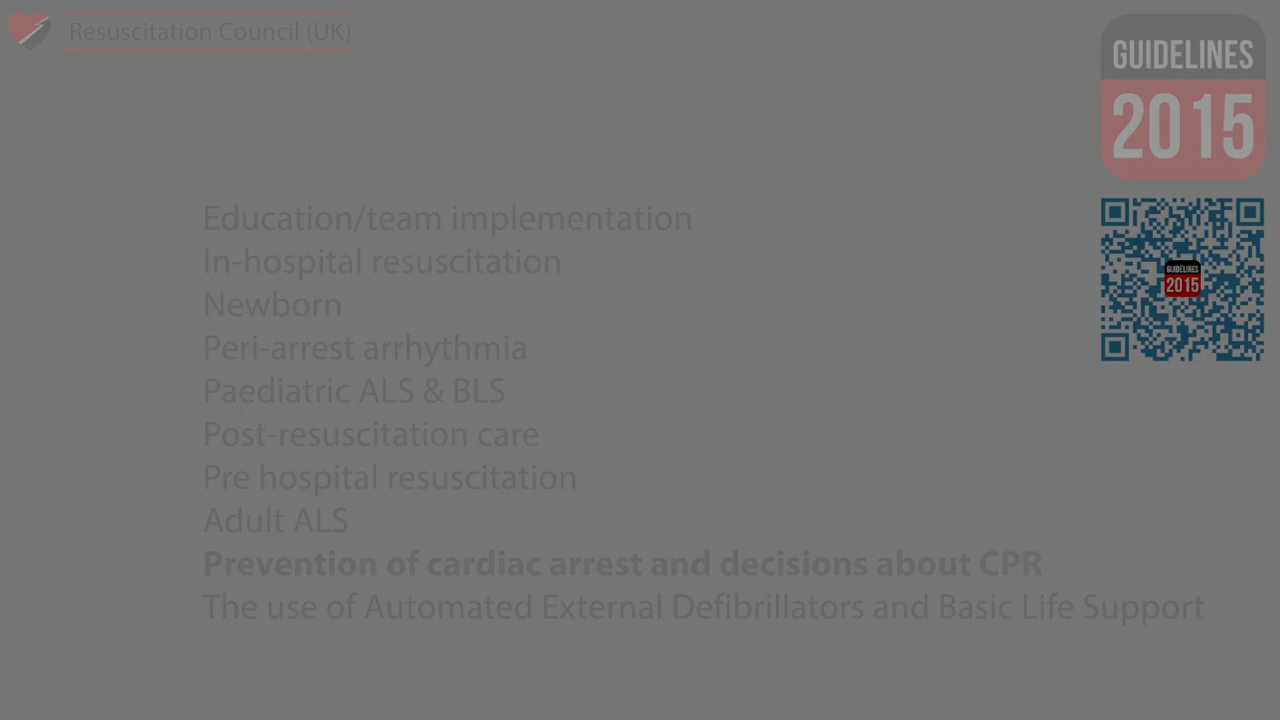 Resuscitation Council (UK)
GUIDELINES
2015
GUIDELINES
2015
Education/team implementation
In-hospital resuscitation
Newborn
Peri-arrest arrhythmia
Paediatric ALS & BLS
Post-resuscitation care
Pre hospital resuscitation
Adult ALS
Prevention of cardiac arrest and decisions about CPR
The use of Automated External Defibrillators and Basic Life Support